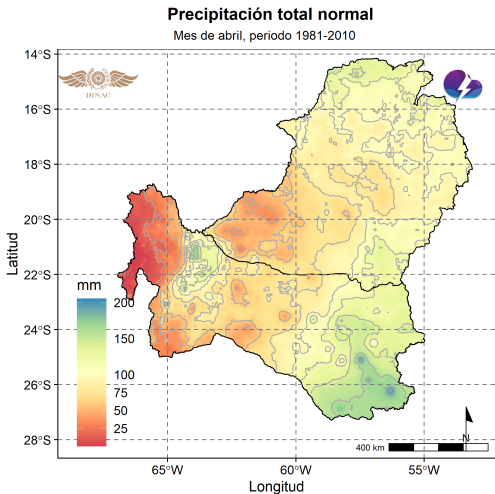 Precipitación total normal
Mes de abril, periodo 1981-2010
14°S
16°S
18°S
20°S
22°S
24°S
26°S
28°S
Latitud
DINAC
mm
200
150
100
75
50
25
400 km
N
65°W
60°W
55°W
Longitud